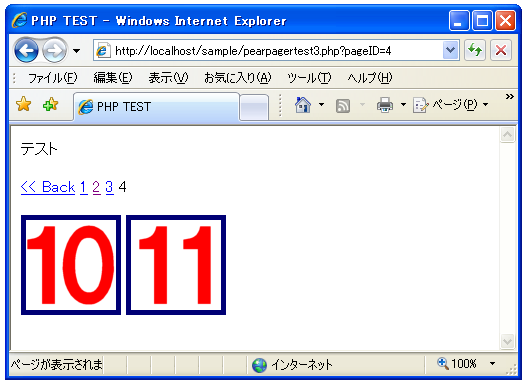 PHP TEST - Windows Internet Explorer
http://localhost/sample/pearpagertest3.php?pageID=4
ファイル(F) 編集(E) 表示(V) お気に入り(A) ツール(T) ヘルプ(H)
PHP TEST ページ(P) »
テスト
<< Back 1 2 3 4
10 11
ページが表示されま インターネット 100%